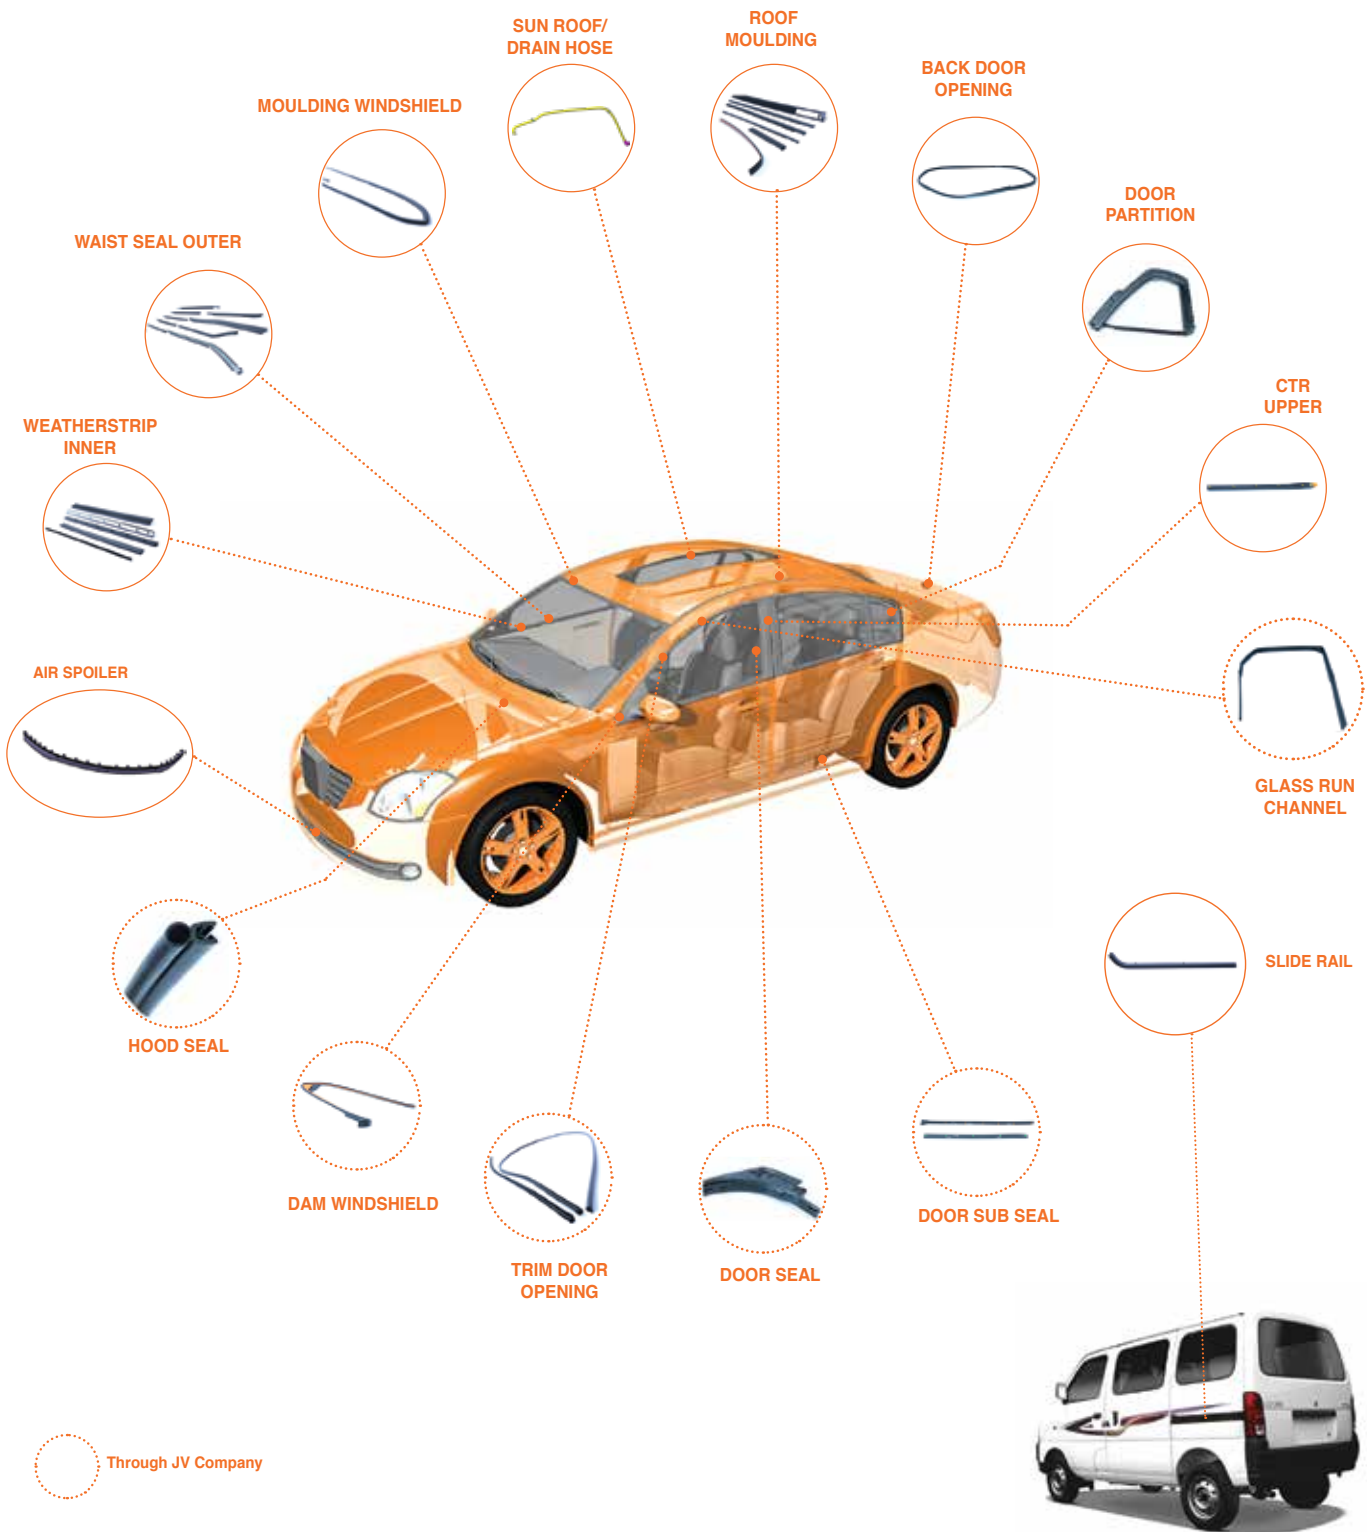 SUN ROOF/
DRAIN HOSE
ROOF
MOULDING
BACK DOOR
OPENING
MOULDING WINDSHIELD
DOOR
PARTITION
WAIST SEAL OUTER
CTR
UPPER
WEATHERSTRIP
INNER
AIR SPOILER
GLASS RUN
CHANNEL
SLIDE RAIL
HOOD SEAL
DAM WINDSHIELD
DOOR SUB SEAL
TRIM DOOR
OPENING
DOOR SEAL
Through JV Company